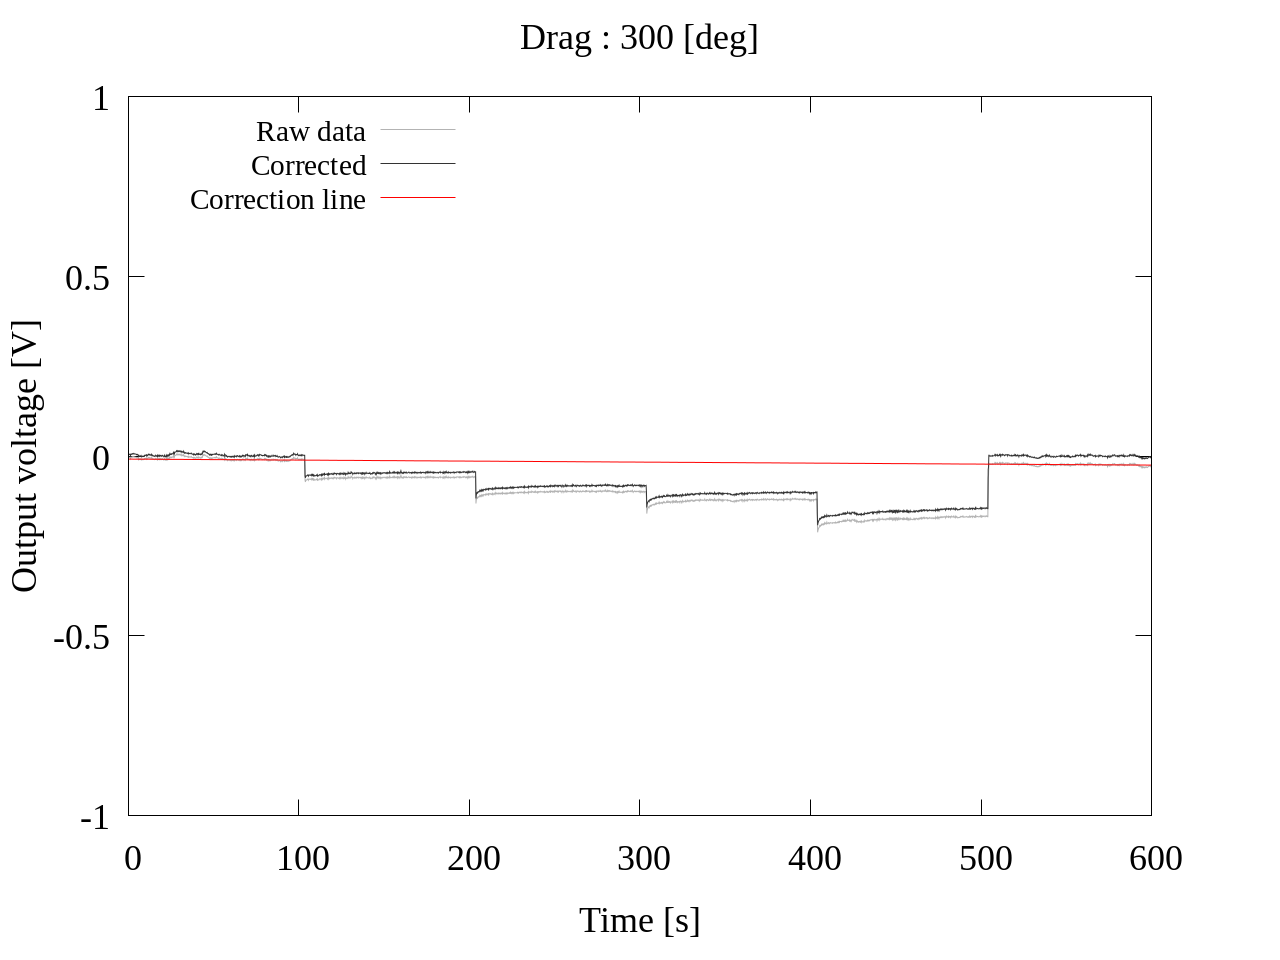 Drag : 300 [deg]
1
0.5
0
-0.5
-1
Raw data
Corrected
Correction line
Output voltage [V]
0 100 200 300 400 500 600
Time [s]